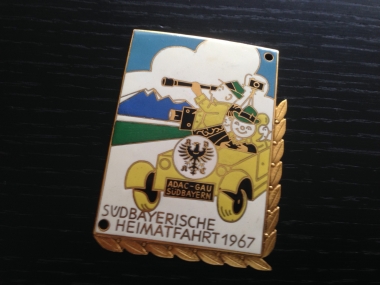 ADAC-GAU
SÜDBAYERN
SÜDBAYERISCHE
HEIMATFAHRT 1967